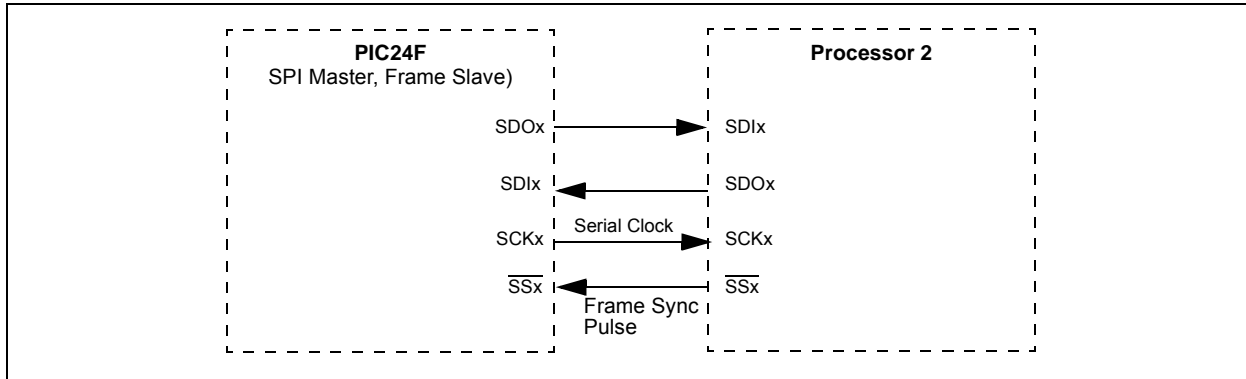 PIC24F
SPI Master, Frame Slave)
Processor 2
SDOx
SDIx
SDIx
SDOx
SCKx
Serial Clock
SCKx
SSx
Frame Sync
Pulse
SSx